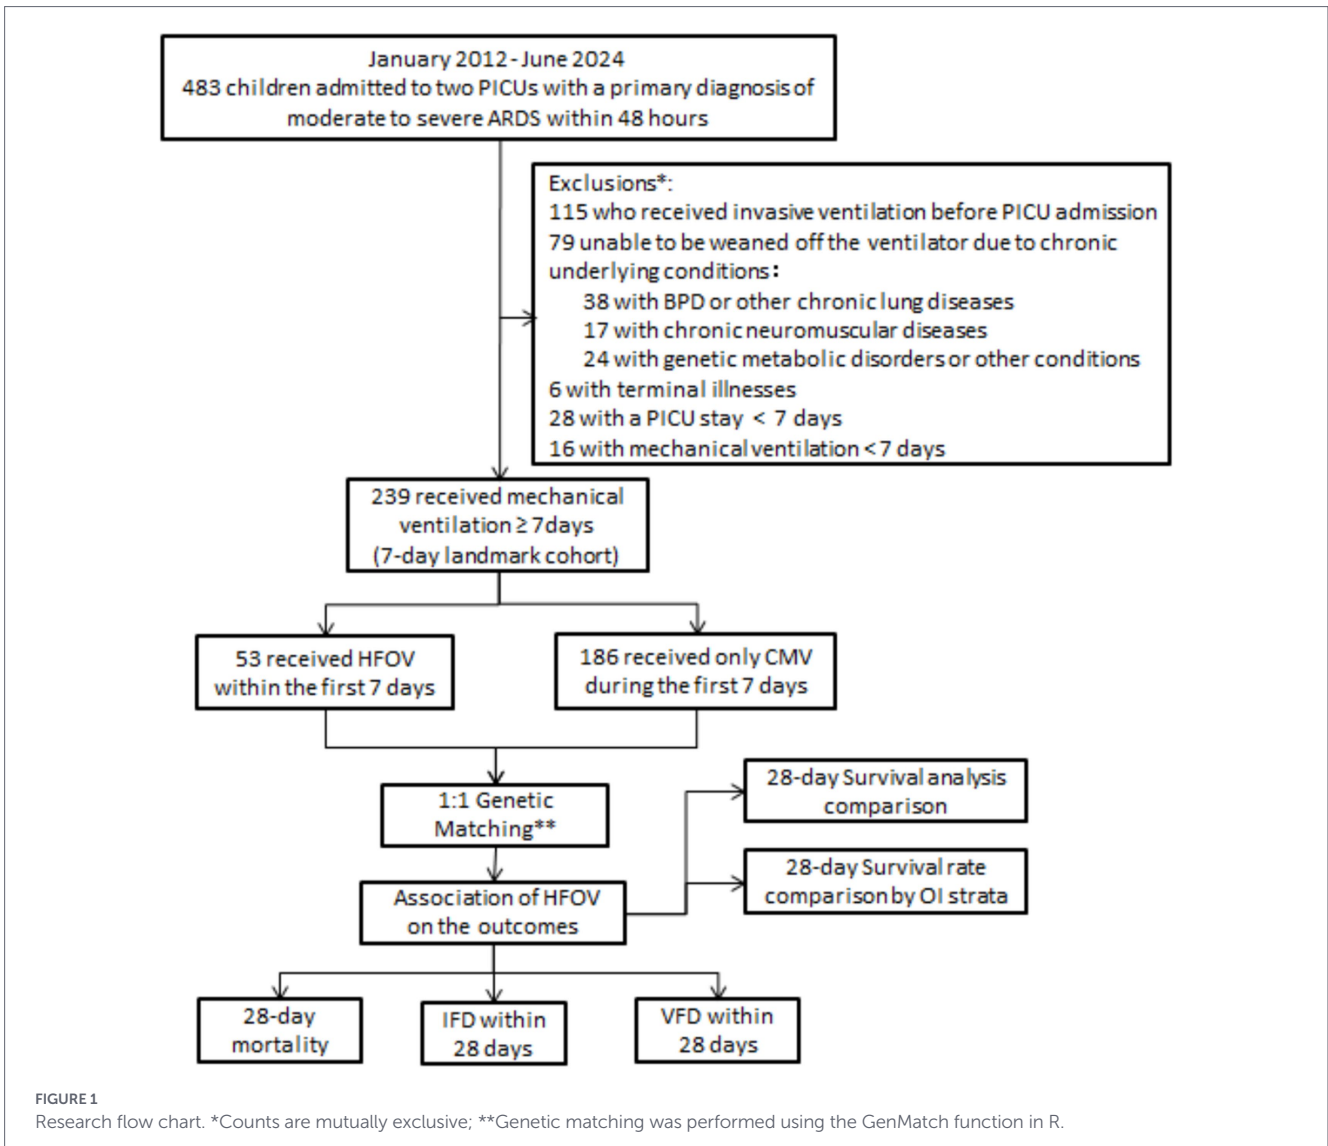 January 2012 - June 2024
483 children admitted to two PICUs with a primary diagnosis of
moderate to severe ARDS within 48 hours
Exclusions*:
115 who received invasive ventilation before PICU admission
79 unable to be weaned off the ventilator due to chronic
underlying conditions:
38 with BPD or other chronic lung diseases
17 with chronic neuromuscular diseases
24 with genetic metabolic disorders or other conditions
6 with terminal illnesses
28 with a PICU stay < 7 days
16 with mechanical ventilation <7 days
239 received mechanical
ventilation ≥ 7days
(7-day landmark cohort)
53 received HFOV
within the first 7 days
186 received only CMV
during the first 7 days
1:1 Genetic
Matching**
28-day Survival analysis
comparison
28-day Survival rate
comparison by OI strata
Association of HFOV
on the outcomes
28-day
mortality
IFD within
28 days
VFD within
28 days
FIGURE 1
Research flow chart. *Counts are mutually exclusive; **Genetic matching was performed using the GenMatch function in R.